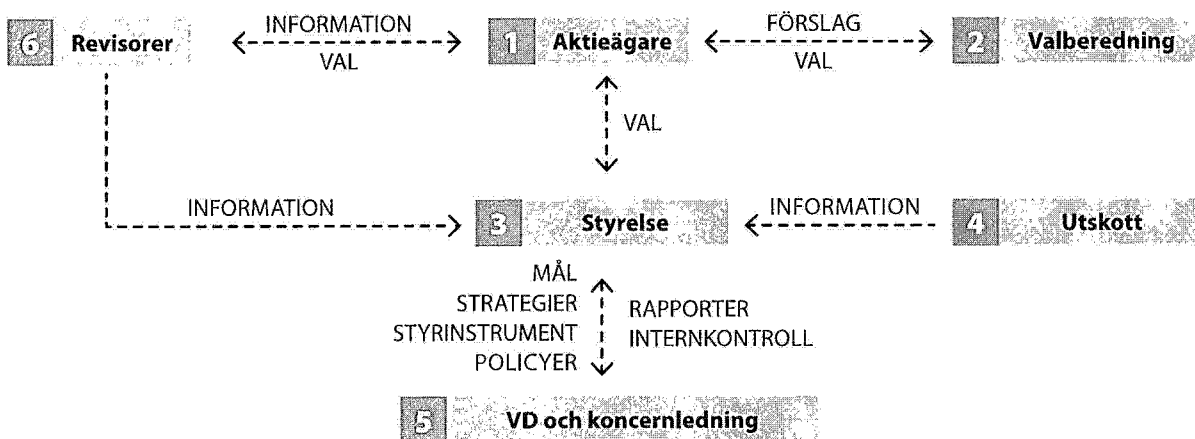 6 Revisorer
INFORMATION
VAL
1 Aktieägare
FÖRSLAG
VAL
2 Valberedning
VAL
INFORMATION
3 Styrelse
INFORMATION
4 Utskott
MÅL
STRATEGIER
STYRINSTRUMENT
POLICYER
RAPPORTER
INTERNKONTROLL
5 VD och koncernledning